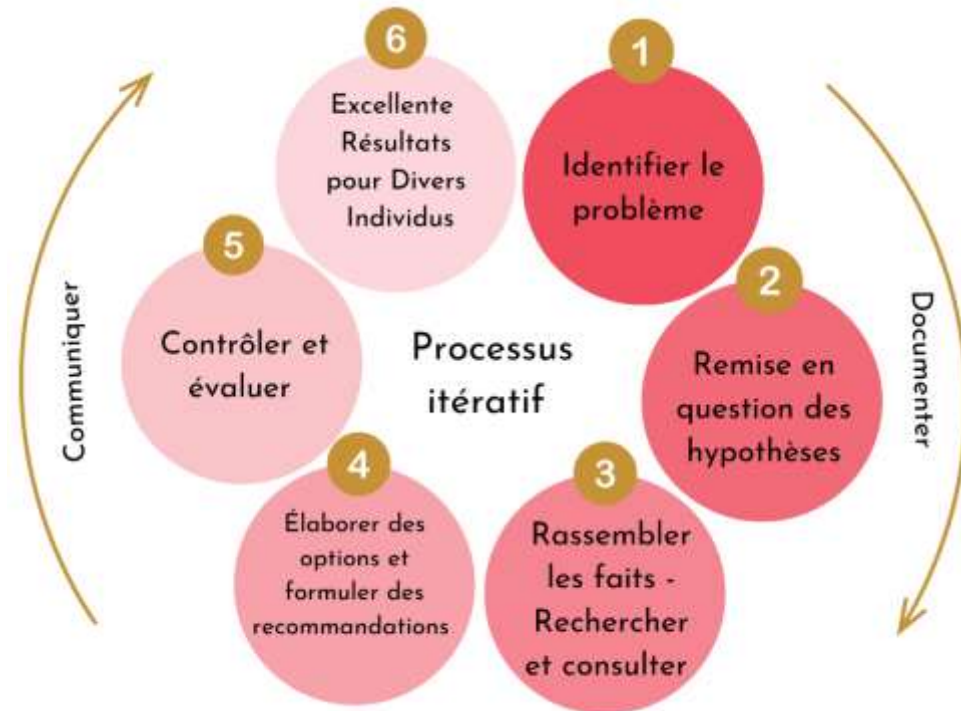 1
Identifier le
problème
2
Remise en
question des
hypothèses
3
Rassembler
les faits -
Rechercher
et consulter
4
Élaborer des
options et
formuler des
recommandations
5
Contrôler et
évaluer
6
Excellente
Résultats
pour Divers
Individus
Processus
itératif
Communiquer
Documenter